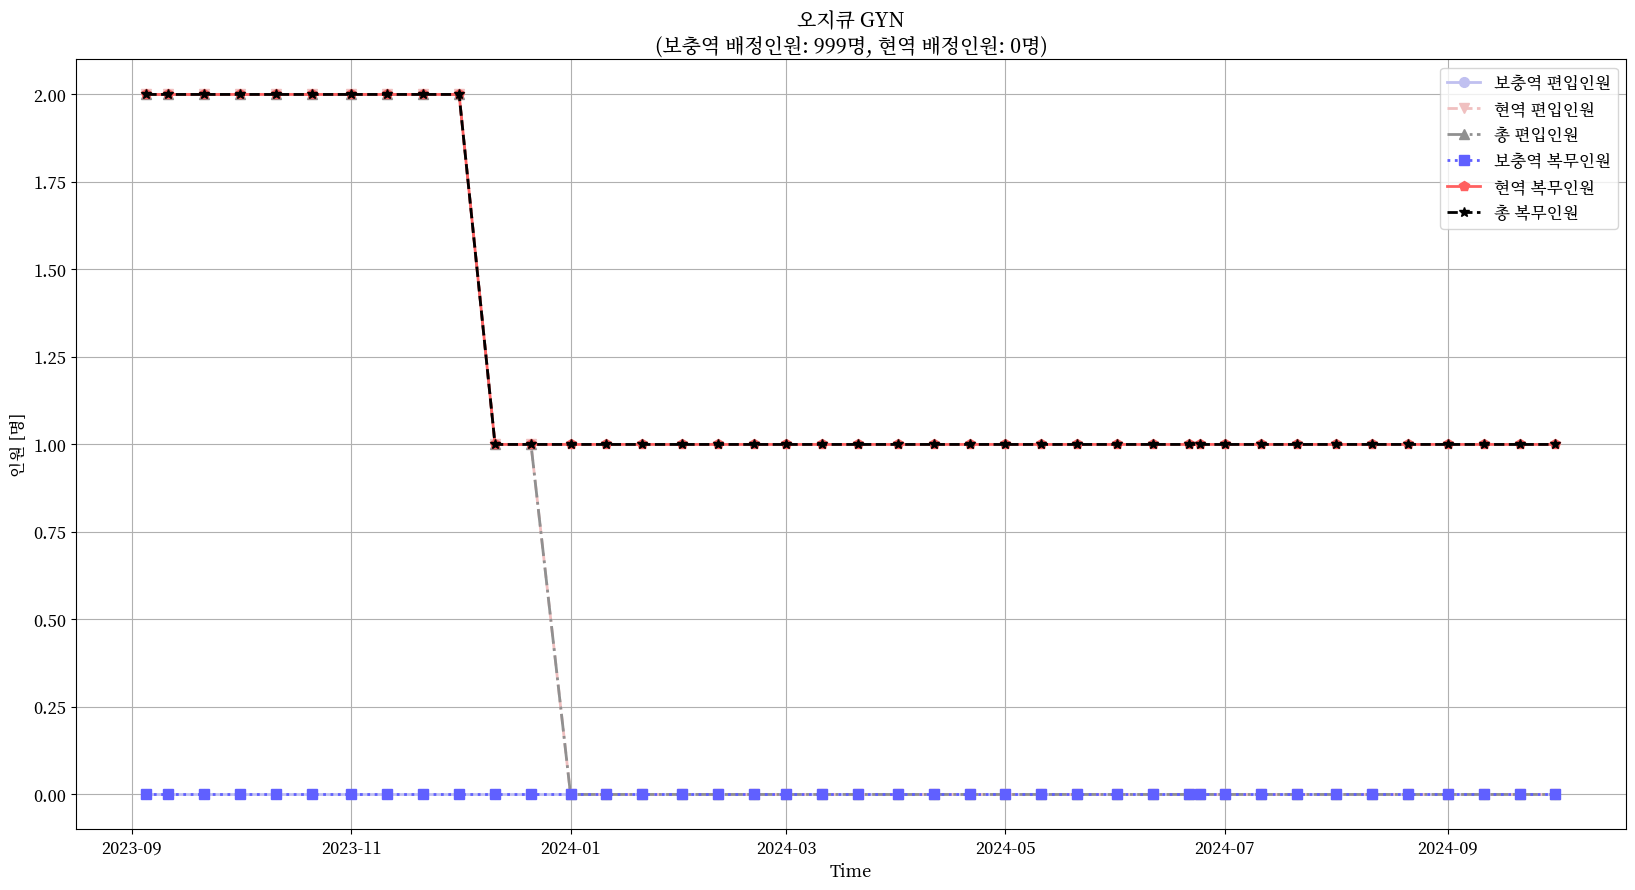 오지큐 GYN
(보충역 배정인원: 999명, 현역 배정인원: 0명)
보충역 편입인원
현역 편입인원
총 편입인원
보충역 복무인원
현역 복무인원
총 복무인원
2.00
1.75
1.50
1.25
1.00
0.75
0.50
0.25
0.00
인원 [명]
2023-09
2023-11
2024-01
2024-03
2024-05
2024-07
2024-09
Time